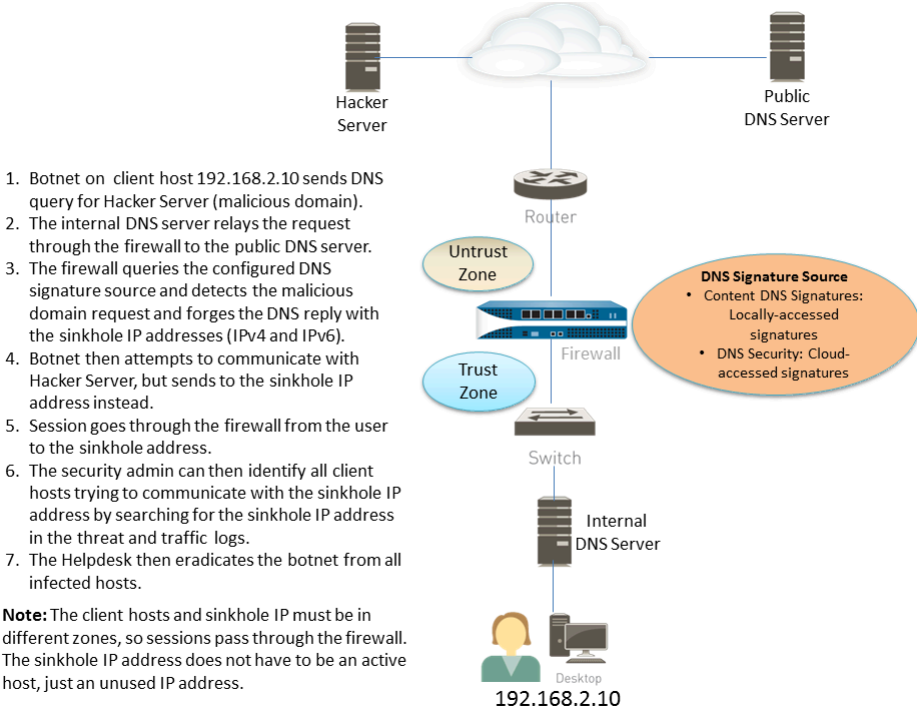 Hacker
Server
Public
DNS Server
1. Botnet on client host 192.168.2.10 sends DNS
query for Hacker Server (malicious domain).
2. The internal DNS server relays the request
through the firewall to the public DNS server.
3. The firewall queries the configured DNS
signature source and detects the malicious
domain request and forges the DNS reply with
the sinkhole IP addresses (IPv4 and IPv6).
4. Botnet then attempts to communicate with
Hacker Server, but sends to the sinkhole IP
address instead.
5. Session goes through the firewall from the user
to the sinkhole address.
6. The security admin can then identify all client
hosts trying to communicate with the sinkhole IP
address by searching for the sinkhole IP address
in the threat and traffic logs.
7. The Helpdesk then eradicates the botnet from all
infected hosts.
Note: The client hosts and sinkhole IP must be in
different zones, so sessions pass through the firewall.
The sinkhole IP address does not have to be an active
host, just an unused IP address.
Router
Untrust
Zone
Firewall
DNS Signature Source
• Content DNS Signatures:
Locally-accessed
signatures
• DNS Security: Cloud-
accessed signatures
Trust
Zone
Switch
Internal
DNS Server
Desktop
192.168.2.10